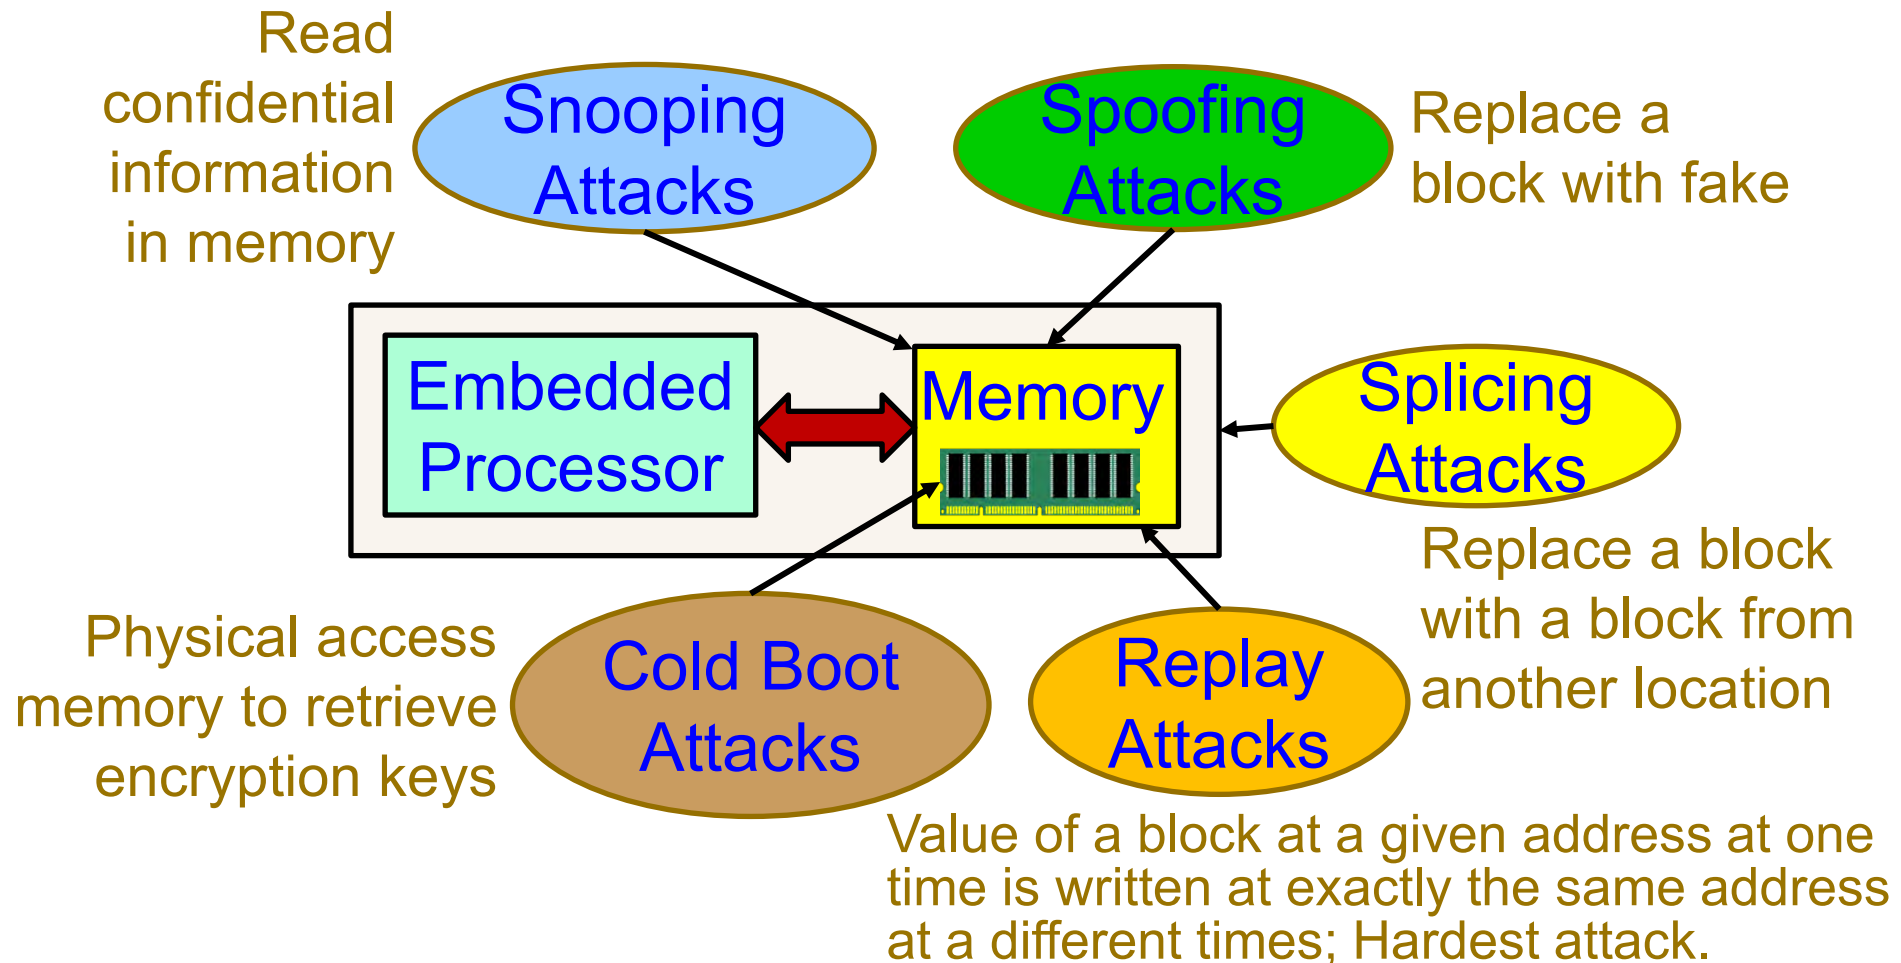 Read
confidential
information
in memory
Snooping
Attacks
Spoofing
Attacks
Replace a
block with fake
Embedded
Processor
Memory
Splicing
Attacks
Replace a block
with a block from
another location
Physical access
memory to retrieve
encryption keys
Cold Boot
Attacks
Replay
Attacks
Value of a block at a given address at one
time is written at exactly the same address
at a different times; Hardest attack.